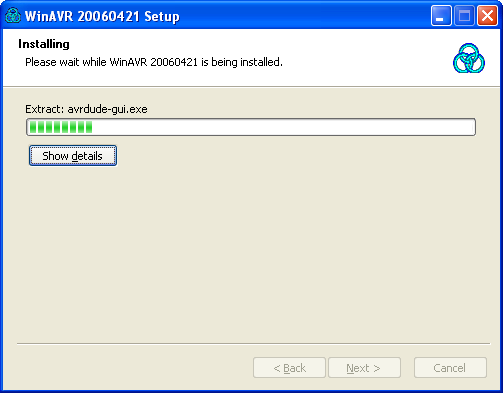 WinAVR 20060421 Setup
Installing
Please wait while WinAVR 20060421 is being installed.
Extract: avrdude-gui.exe
Show details
< Back Next > Cancel